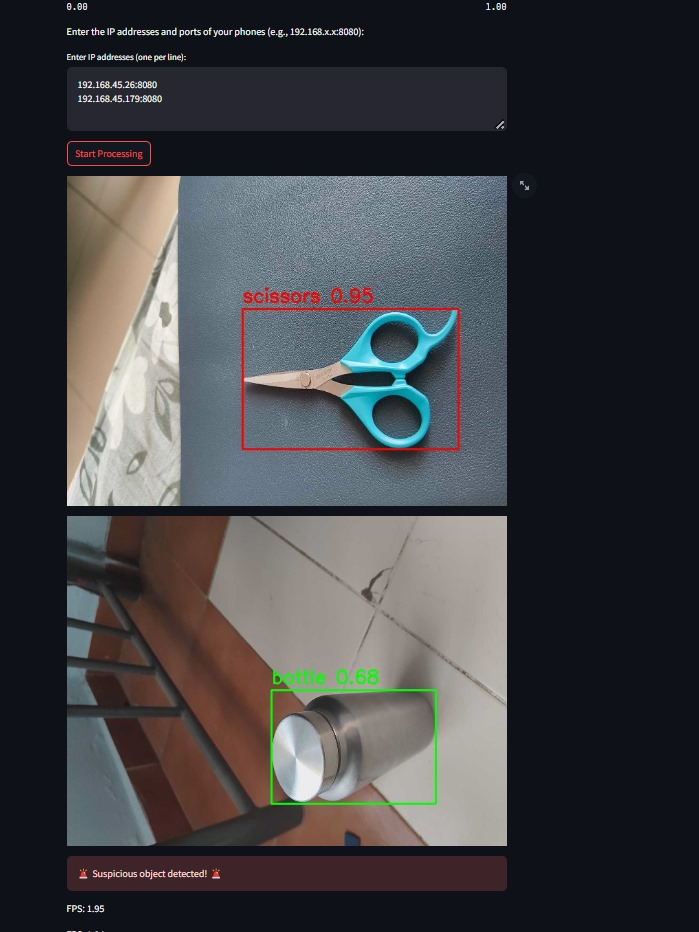 0.00 1.00
Enter the IP addresses and ports of your phones (e.g., 192.168.x.x:8080):
Enter IP addresses (one per line):
192.168.45.26:8080
192.168.45.179:8080
Start Processing
scissors 0.95
bottle 0.68
🚨 Suspicious object detected! 🚨
FPS: 1.95